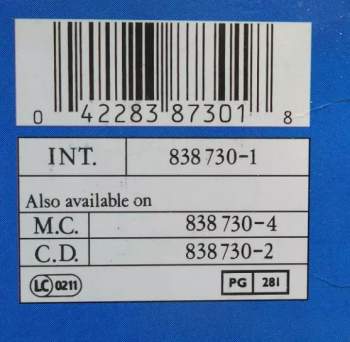 0 42283 87301 8
INT. 838 730-1
Also available on
M.C. 838 730-4
C.D. 838 730-2
LC 0211 PG 281